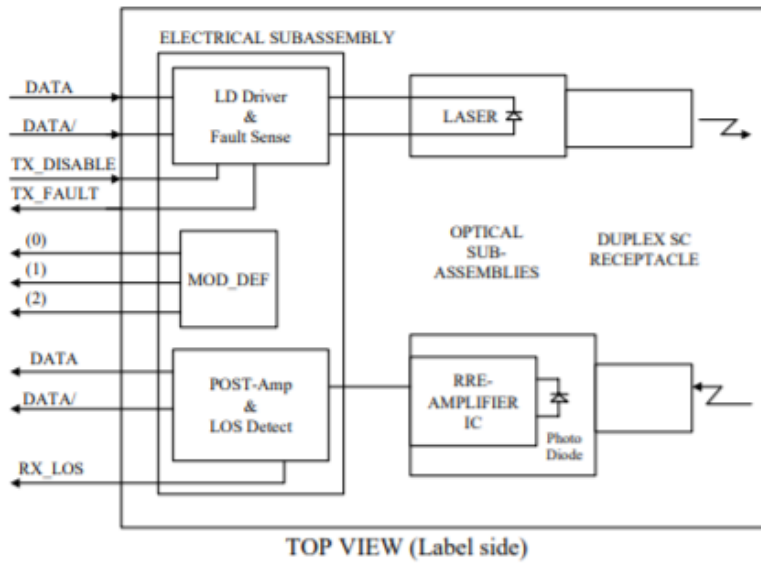 ELECTRICAL SUBASSEMBLY
DATA
DATA/
TX_DISABLE
TX_FAULT
LD Driver
&
Fault Sense
LASER
(0)
(1)
(2)
MOD_DEF
OPTICAL
SUB-
ASSEMBLIES
DUPLEX SC
RECEPTACLE
DATA
DATA/
RX_LOS
POST-Amp
&
LOS Detect
RRE-
AMPLIFIER
IC
Photo
Diode
TOP VIEW (Label side)